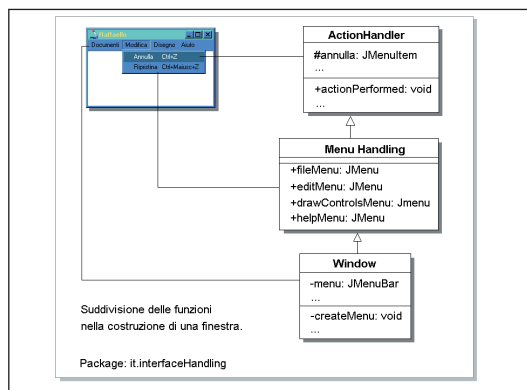 Raffaello
Documenti Modifica Disegno Aiuto
Annulla Ctrl+Z
Ripristina Ctrl+Maiusc+Z
ActionHandler
#annulla: JMenuItem
...
+actionPerformed: void
...
Menu Handling
+fileMenu: JMenu
+editMenu: JMenu
+drawControlsMenu: Jmenu
+helpMenu: JMenu
Window
-menu: JMenuBar
...
-createMenu: void
...
Suddivisione delle funzioni
nella costruzione di una finestra.
Package: it.interfaceHandling